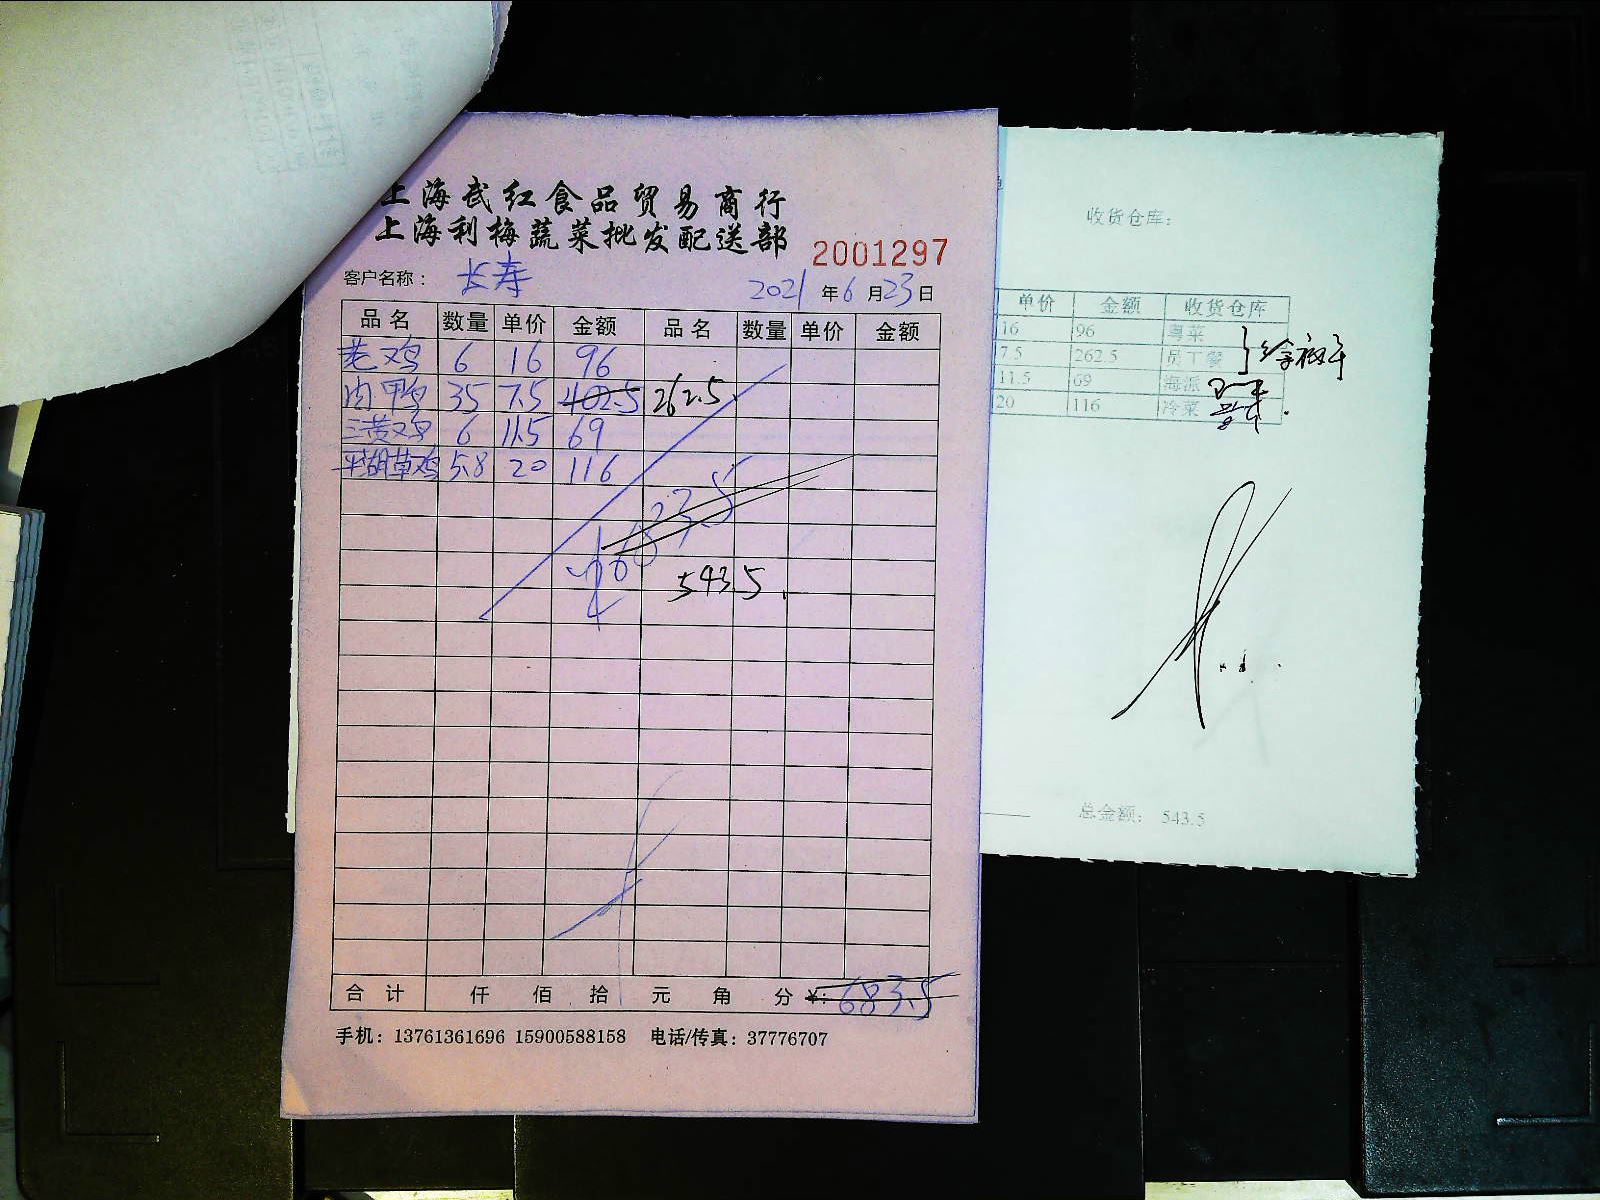 上海武红食品贸易商行
上海利梅蔬菜批发配送部
2001297
客户名称： 长寿
2021 年 6 月 23 日
品名 数量 单价 金额 品名 数量 单价 金额
老鸡 6 16 96
肉鸭 35 7.5 402.5 262.5
三黄鸡 6 11.5 69
平湖草鸡 5.8 20 116
683.5
543.5
合计 仟 佰 拾 元 角 分 ¥: 683.5
手机：13761361696 15900588158 电话/传真：37776707
收货仓库：
单价 金额 收货仓库
16 96 粤菜
7.5 262.5 员工餐
11.5 69 海派
20 116 冷菜
总金额： 543.5